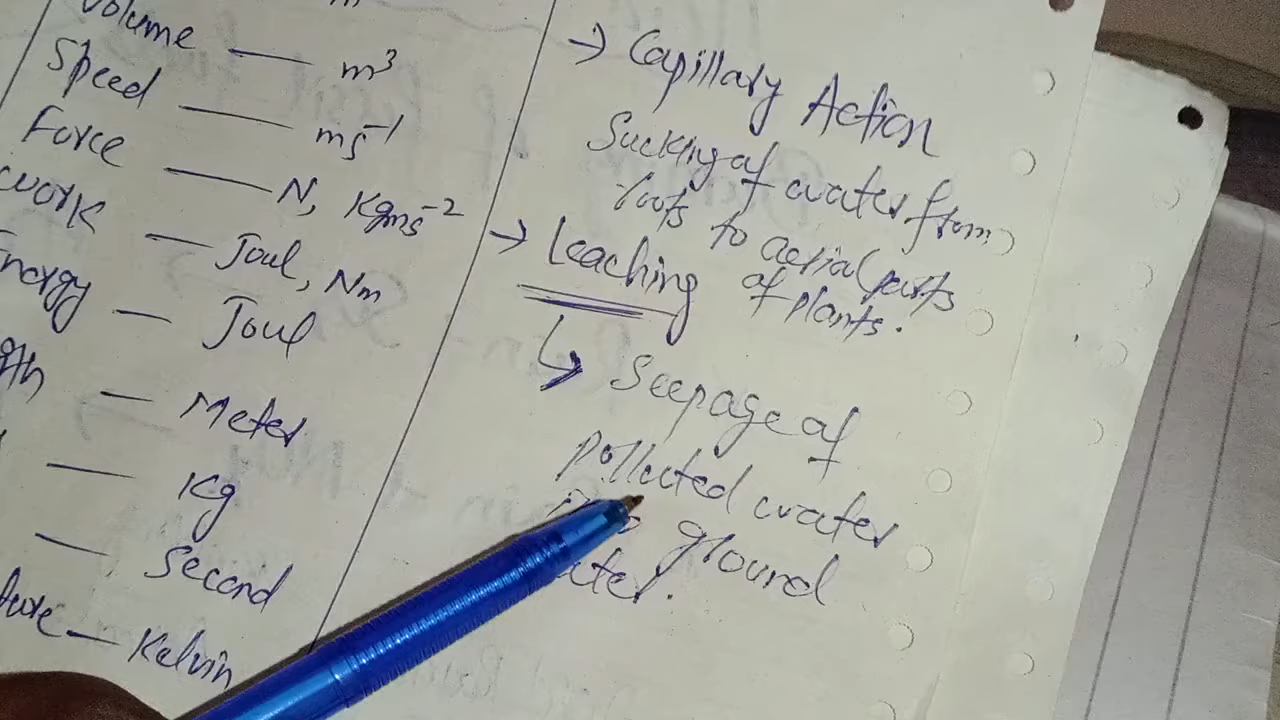 Volume — m³
Speed — ms⁻¹
Force — N, Kgms⁻²
Work — Joul, Nm
Energy — Joul
— Meter
— Kg
— Second
— Kelvin
→ Capillary Action
Sucking of water from
roots to aerial parts
of plants.
→ Leaching
↳ Seepage of
polluted water
ground